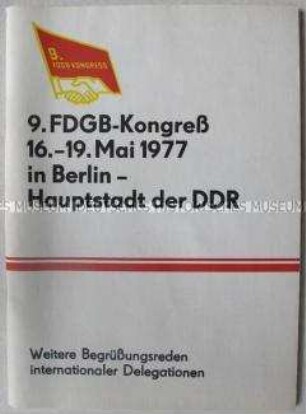 9.
FDGB KONGRESS
9. FDGB-Kongreß
16.–19. Mai 1977
in Berlin –
Hauptstadt der DDR
Weitere Begrüßungsreden
internationaler Delegationen